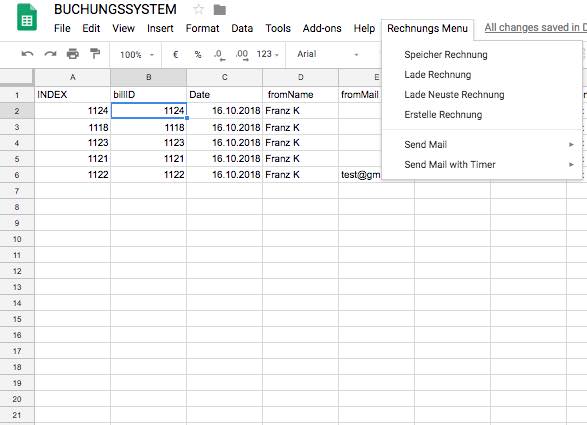 BUCHUNGSSYSTEM
File Edit View Insert Format Data Tools Add-ons Help Rechnungs Menu All changes saved in D
100% € % .0 .00 123 Arial
Speicher Rechnung
Lade Rechnung
Lade Neuste Rechnung
Erstelle Rechnung
Send Mail
Send Mail with Timer
A B C D E
1 INDEX billID Date fromName fromMail
2 1124 1124 16.10.2018 Franz K
3 1118 1118 16.10.2018 Franz K
4 1123 1123 16.10.2018 Franz K
5 1121 1121 16.10.2018 Franz K
6 1122 1122 16.10.2018 Franz K test@gm
7
8
9
10
11
12
13
14
15
16
17
18
19
20
21